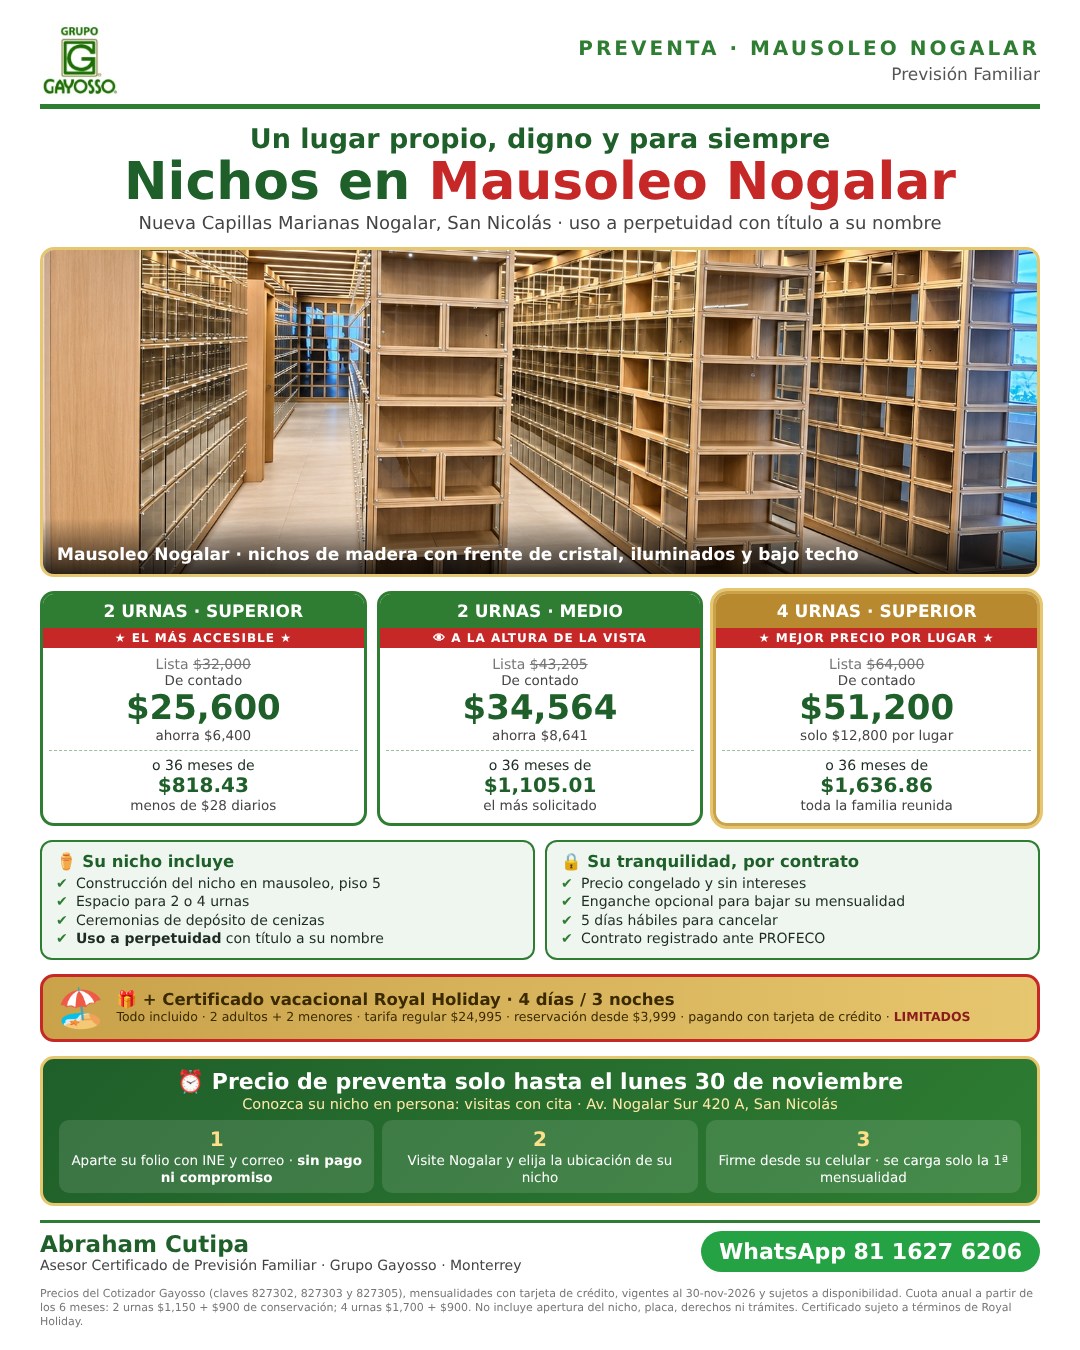 GRUPO
GAYOSSO
PREVENTA · MAUSOLEO NOGALAR
Previsión Familiar
Un lugar propio, digno y para siempre
Nichos en Mausoleo Nogalar
Nueva Capillas Marianas Nogalar, San Nicolás · uso a perpetuidad con título a su nombre
Mausoleo Nogalar · nichos de madera con frente de cristal, iluminados y bajo techo
2 URNAS · SUPERIOR
★ EL MÁS ACCESIBLE ★
Lista $32,000
De contado
$25,600
ahorra $6,400
o 36 meses de
$818.43
menos de $28 diarios
2 URNAS · MEDIO
👁 A LA ALTURA DE LA VISTA
Lista $43,205
De contado
$34,564
ahorra $8,641
o 36 meses de
$1,105.01
el más solicitado
4 URNAS · SUPERIOR
★ MEJOR PRECIO POR LUGAR ★
Lista $64,000
De contado
$51,200
solo $12,800 por lugar
o 36 meses de
$1,636.86
toda la familia reunida
⚱️ Su nicho incluye
✔ Construcción del nicho en mausoleo, piso 5
✔ Espacio para 2 o 4 urnas
✔ Ceremonias de depósito de cenizas
✔ Uso a perpetuidad con título a su nombre
🔒 Su tranquilidad, por contrato
✔ Precio congelado y sin intereses
✔ Enganche opcional para bajar su mensualidad
✔ 5 días hábiles para cancelar
✔ Contrato registrado ante PROFECO
🎁 + Certificado vacacional Royal Holiday · 4 días / 3 noches
Todo incluido · 2 adultos + 2 menores · tarifa regular $24,995 · reservación desde $3,999 · pagando con tarjeta de crédito · LIMITADOS
⏰ Precio de preventa solo hasta el lunes 30 de noviembre
Conozca su nicho en persona: visitas con cita · Av. Nogalar Sur 420 A, San Nicolás
1
Aparte su folio con INE y correo · sin pago
ni compromiso
2
Visite Nogalar y elija la ubicación de su
nicho
3
Firme desde su celular · se carga solo la 1ª
mensualidad
Abraham Cutipa
Asesor Certificado de Previsión Familiar · Grupo Gayosso · Monterrey
WhatsApp 81 1627 6206
Precios del Cotizador Gayosso (claves 827302, 827303 y 827305), mensualidades con tarjeta de crédito, vigentes al 30-nov-2026 y sujetos a disponibilidad. Cuota anual a partir de
los 6 meses: 2 urnas $1,150 + $900 de conservación; 4 urnas $1,700 + $900. No incluye apertura del nicho, placa, derechos ni trámites. Certificado sujeto a términos de Royal
Holiday.